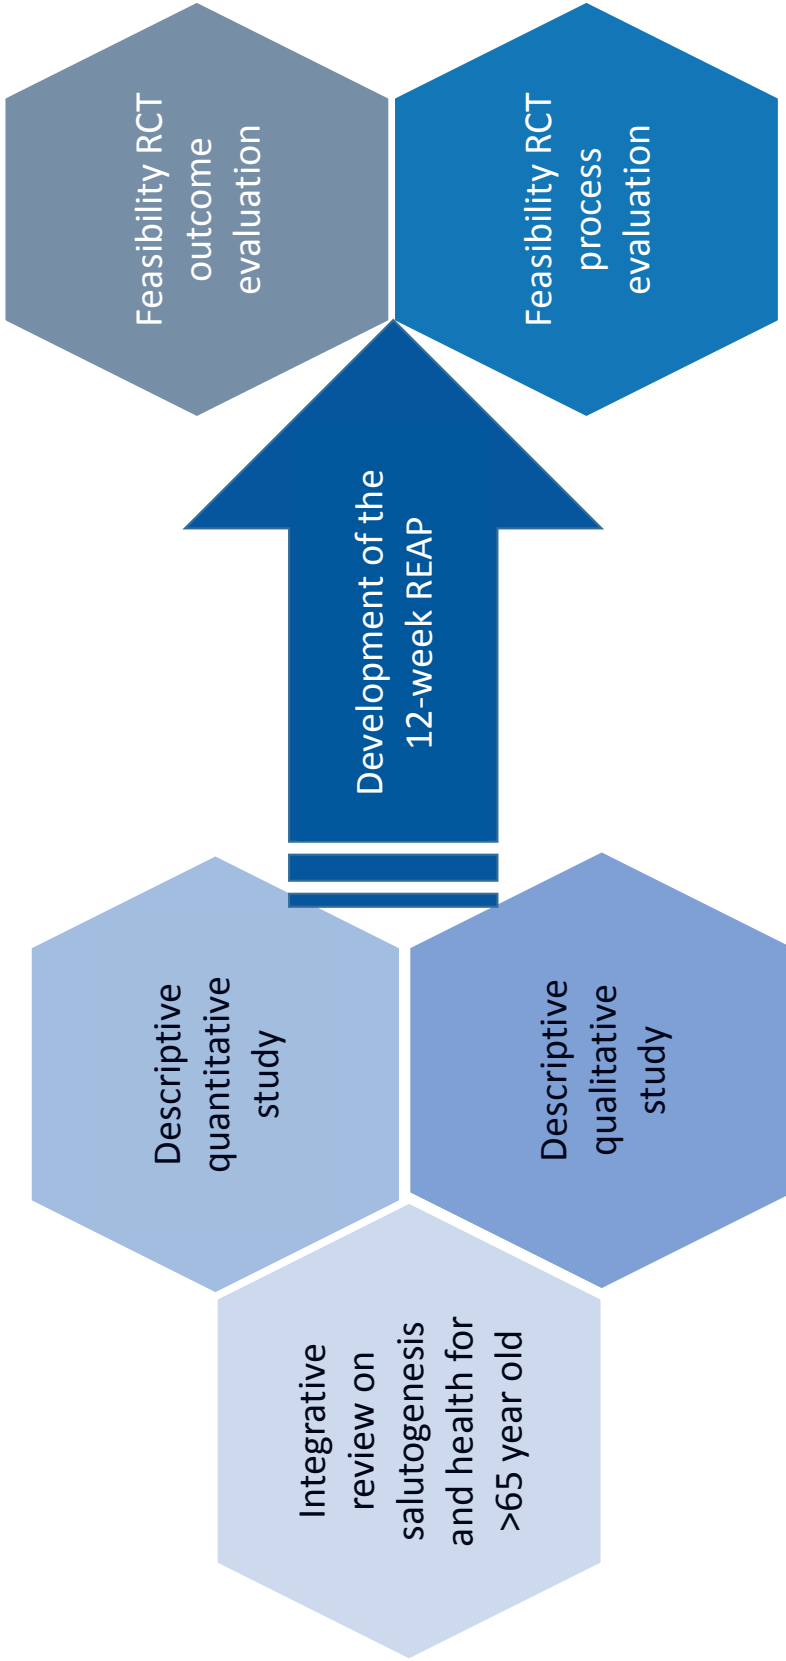 Integrative
review on
salutogenesis
and health for
>65 year old
Descriptive
quantitative
study
Descriptive
qualitative
study
Development of the
12-week REAP
Feasibility RCT
outcome
evaluation
Feasibility RCT
process
evaluation